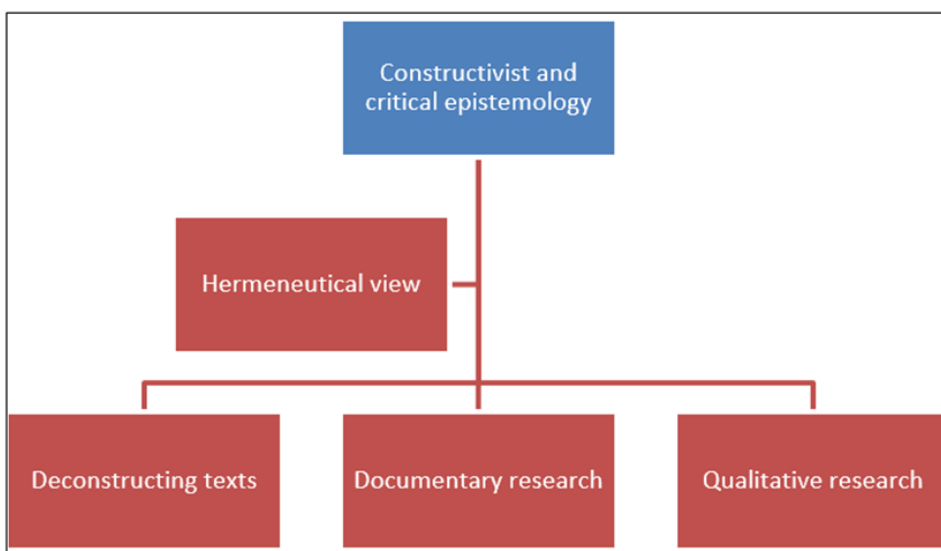 Constructivist and
critical epistemology
Hermeneutical view
Deconstructing texts
Documentary research
Qualitative research